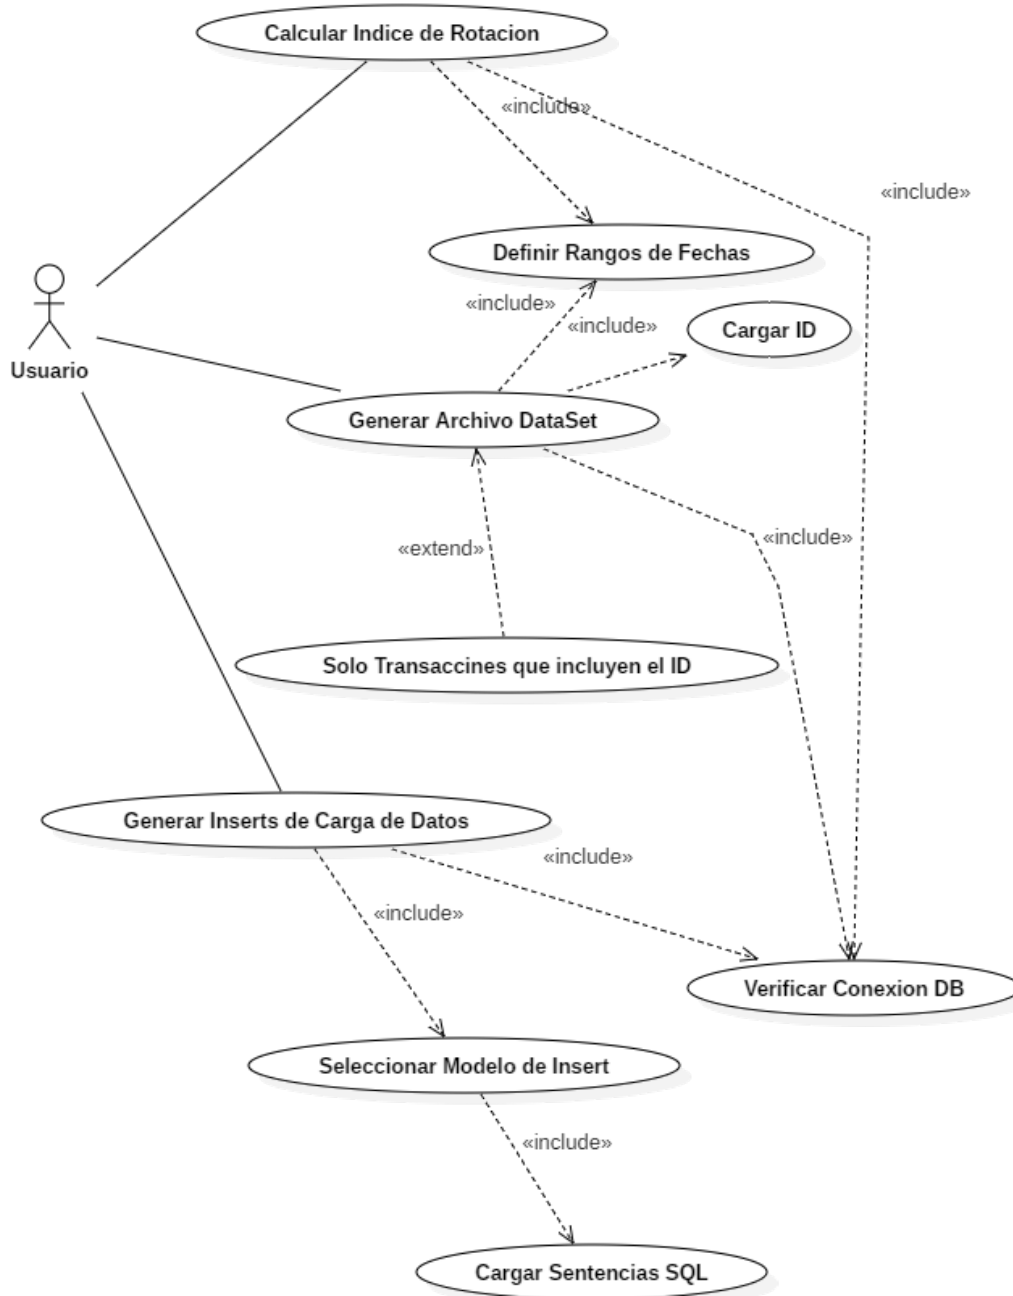 Calcular Indice de Rotacion
«include»
«include»
Definir Rangos de Fechas
«include»
«include»
Cargar ID
Usuario
Generar Archivo DataSet
«include»
«extend»
Solo Transaccines que incluyen el ID
Generar Inserts de Carga de Datos
«include»
«include»
Verificar Conexion DB
Seleccionar Modelo de Insert
«include»
Cargar Sentencias SQL